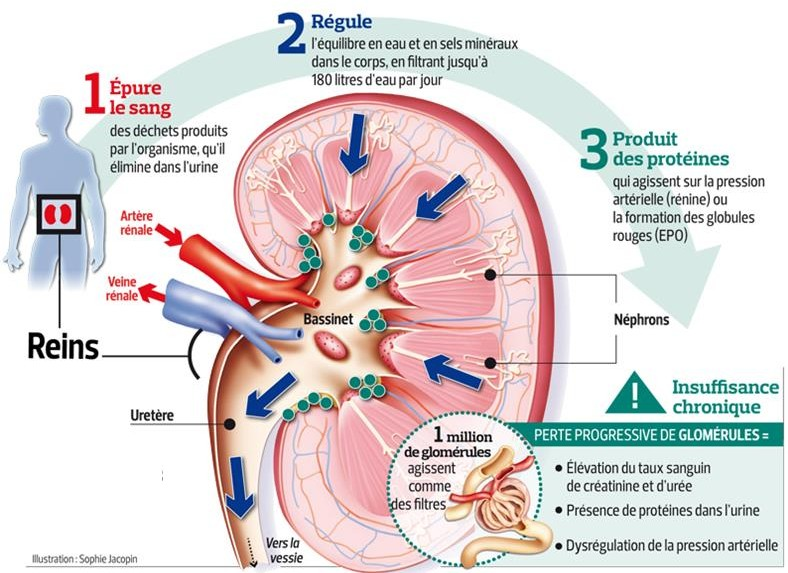 1 Épure
le sang
des déchets produits
par l'organisme, qu'il
élimine dans l'urine
2 Régule
l'équilibre en eau et en sels minéraux
dans le corps, en filtrant jusqu'à
180 litres d'eau par jour
3 Produit
des protéines
qui agissent sur la pression
artérielle (rénine) ou
la formation des globules
rouges (EPO)
Artère
rénale
Veine
rénale
Reins
Bassinet
Néphrons
Uretère
Vers la
vessie
1 million
de glomérules
agissent
comme
des filtres
!
Insuffisance
chronique
PERTE PROGRESSIVE DE GLOMÉRULES =
• Élévation du taux sanguin
de créatinine et d'urée
• Présence de protéines dans l'urine
• Dysrégulation de la pression artérielle
Illustration : Sophie Jacopin